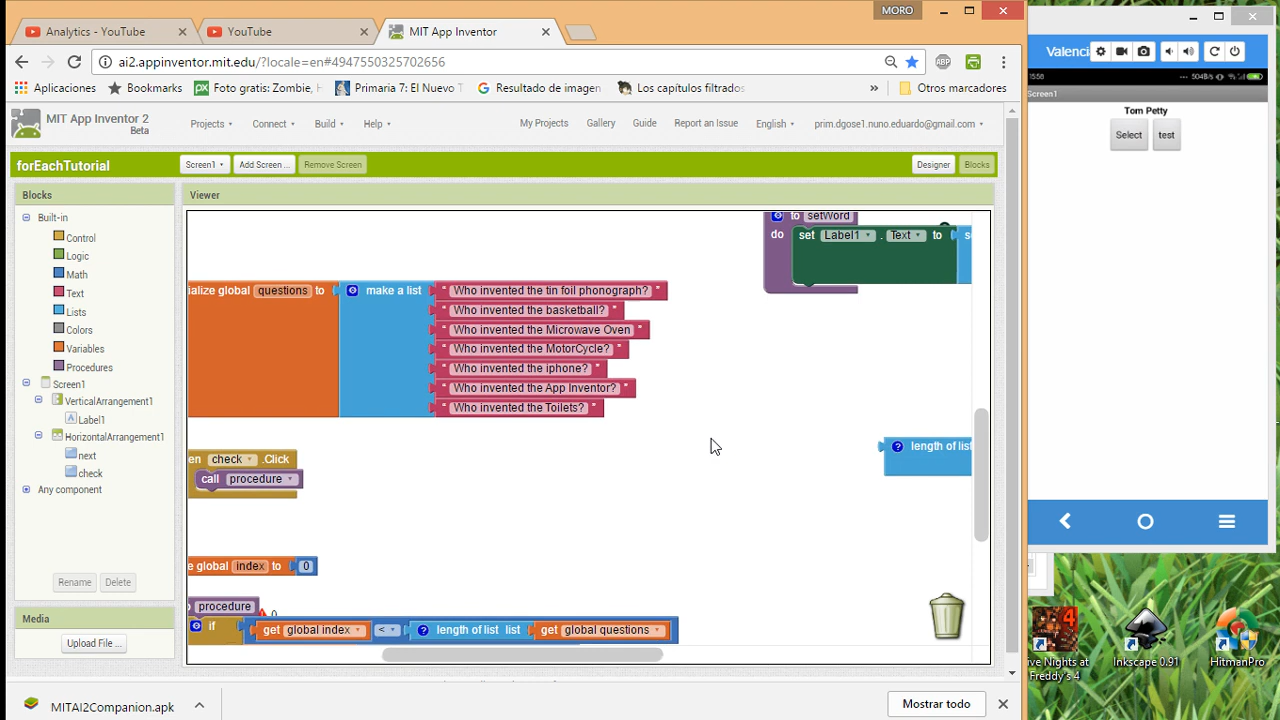 MORO
Analytics - YouTube
YouTube
MIT App Inventor
ai2.appinventor.mit.edu/?locale=en#4947595025702656
Aplicaciones
Bookmarks
Foto gratis: Zombie,
Primaria 7: El Nuevo
Resultado de imagen
Los capítulos filtrados
»
Otros marcadores
MIT App Inventor 2
Beta
Projects
Connect
Build
Help
My Projects
Gallery
Guide
Report an Issue
English
prim.dgose1.nuno.eduardo@gmail.com
forEachTutorial
Screen1
Add Screen ...
Remove Screen
Designer
Blocks
Blocks
Built-in
Control
Logic
Math
Text
Lists
Colors
Variables
Procedures
Screen1
VerticalArrangement1
Label1
HorizontalArrangement1
next
check
Any component
Rename
Delete
Media
Upload File ...
Viewer
to setWord
do set Label1 . Text to
ialize global questions to make a list
" Who invented the tin foil phonograph? "
" Who invented the basketball? "
" Who invented the Microwave Oven "
" Who invented the MotorCycle? "
" Who invented the iphone? "
" Who invented the App Inventor? "
" Who invented the Toilets? "
en check .Click
call procedure
? length of list
e global index to 0
procedure
0
if get global index < ? length of list list get global questions
MITAI2Companion.apk
Mostrar todo
Valencia
15:58
504B/s
Screen1
Tom Petty
Select
test
ive Nights at
Freddy's 4
Inkscape 0.91
HitmanPro